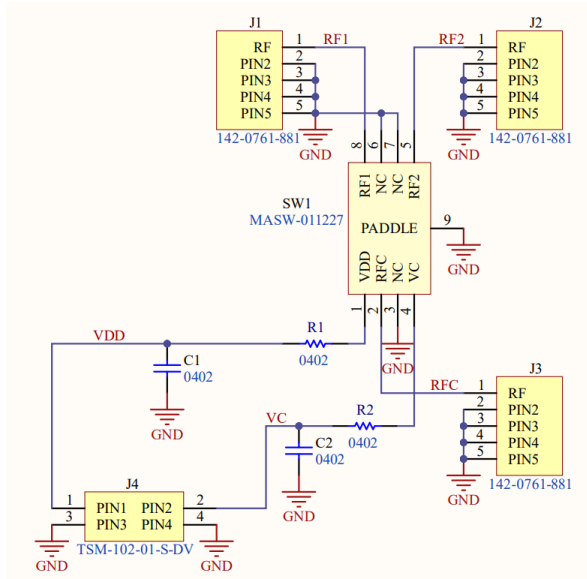 J1
RF 1 RF1
PIN2 2
PIN3 3
PIN4 4
PIN5 5
142-0761-881
GND
J2
RF2 1 RF
2 PIN2
3 PIN3
4 PIN4
5 PIN5
142-0761-881
GND
8 6 7 5
RF1 NC NC RF2
SW1
MASW-011227
PADDLE 9
GND
VDD RFC NC VC
1 2 3 4
GND
VDD
R1
0402
C1
0402
GND
VC
R2
0402
C2
0402
GND
J3
RFC 1 RF
2 PIN2
3 PIN3
4 PIN4
5 PIN5
142-0761-881
GND
J4
1 PIN1 PIN2 2
3 PIN3 PIN4 4
TSM-102-01-S-DV
GND
GND